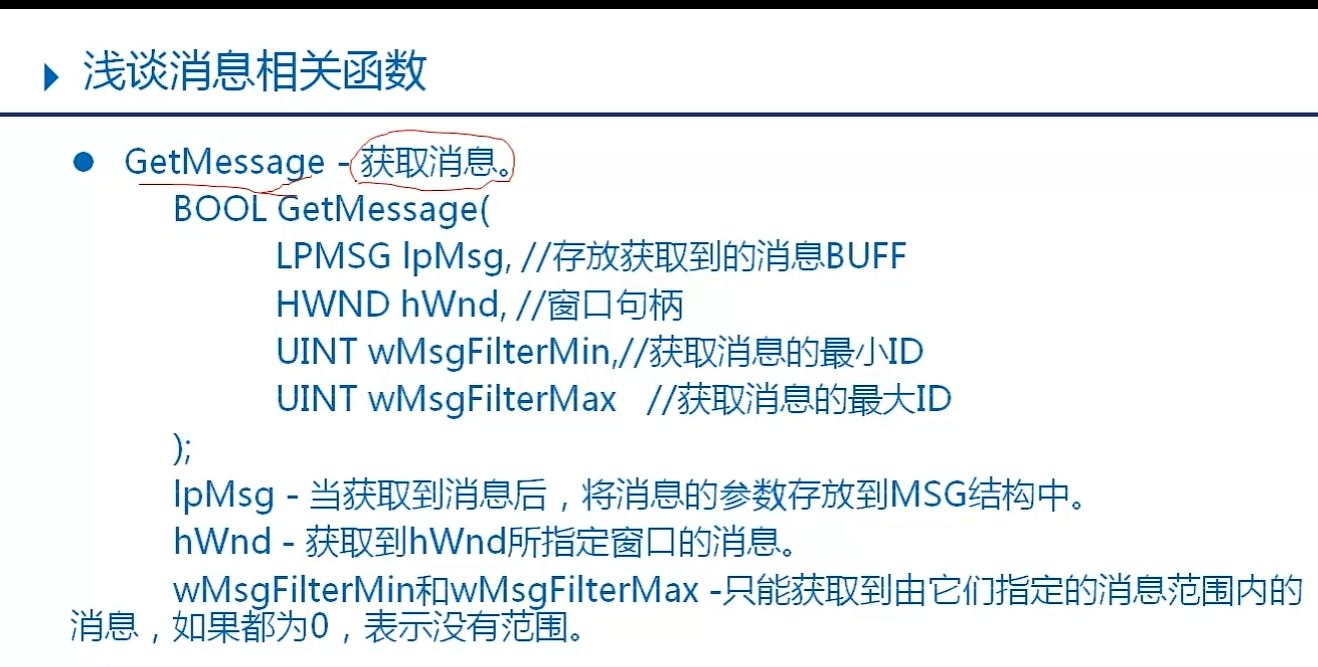 浅谈消息相关函数
GetMessage - 获取消息。
BOOL GetMessage(
LPMSG lpMsg, //存放获取到的消息BUFF
HWND hWnd, //窗口句柄
UINT wMsgFilterMin,//获取消息的最小ID
UINT wMsgFilterMax //获取消息的最大ID
);
lpMsg - 当获取到消息后，将消息的参数存放到MSG结构中。
hWnd - 获取到hWnd所指定窗口的消息。
wMsgFilterMin和wMsgFilterMax -只能获取到由它们指定的消息范围内的
消息，如果都为0，表示没有范围。